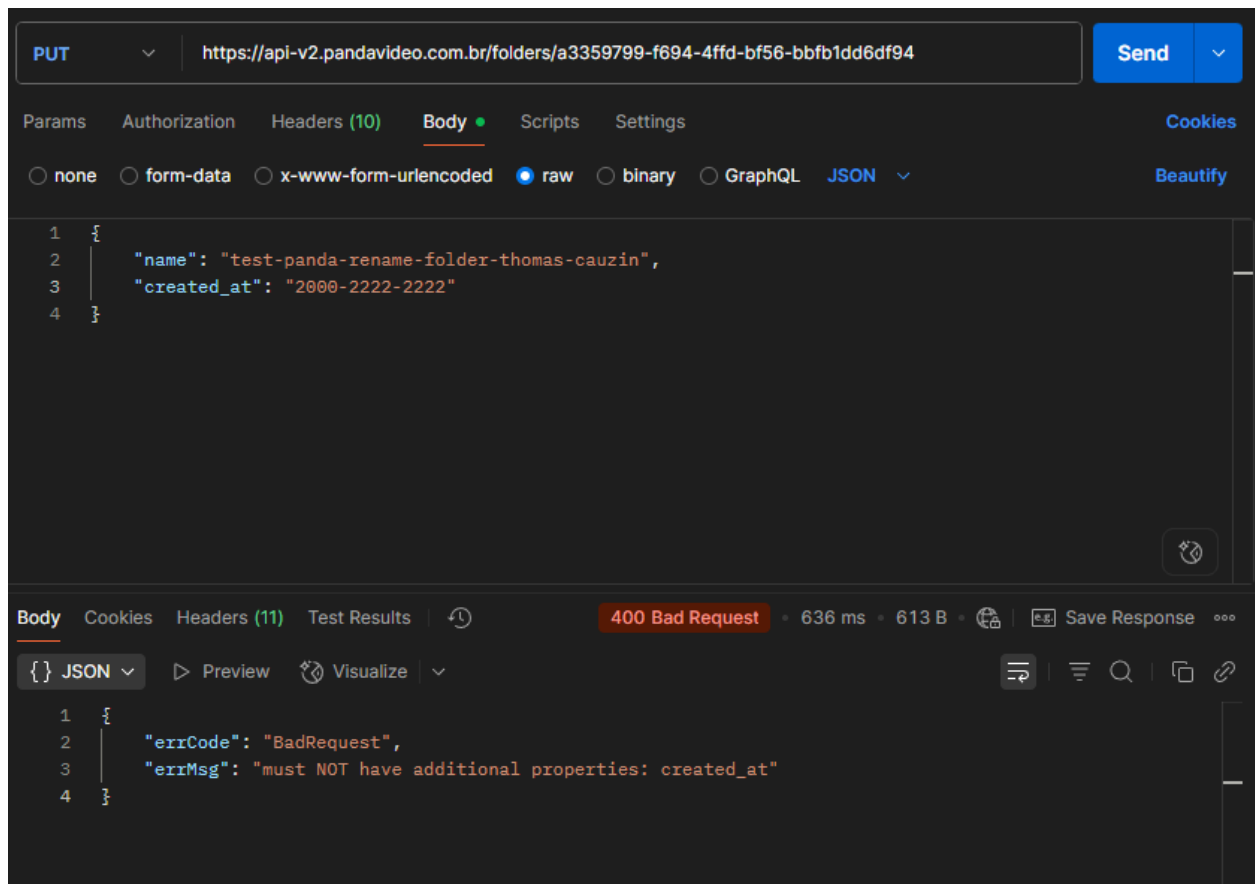 PUT https://api-v2.pandavideo.com.br/folders/a3359799-f694-4ffd-bf56-bbfb1dd6df94 Send
Params Authorization Headers (10) Body Scripts Settings Cookies
none form-data x-www-form-urlencoded raw binary GraphQL JSON Beautify
1 {
2 "name": "test-panda-rename-folder-thomas-cauzin",
3 "created_at": "2000-2222-2222"
4 }
Body Cookies Headers (11) Test Results 400 Bad Request 636 ms 613 B e.g. Save Response
{} JSON Preview Visualize
1 {
2 "errCode": "BadRequest",
3 "errMsg": "must NOT have additional properties: created_at"
4 }